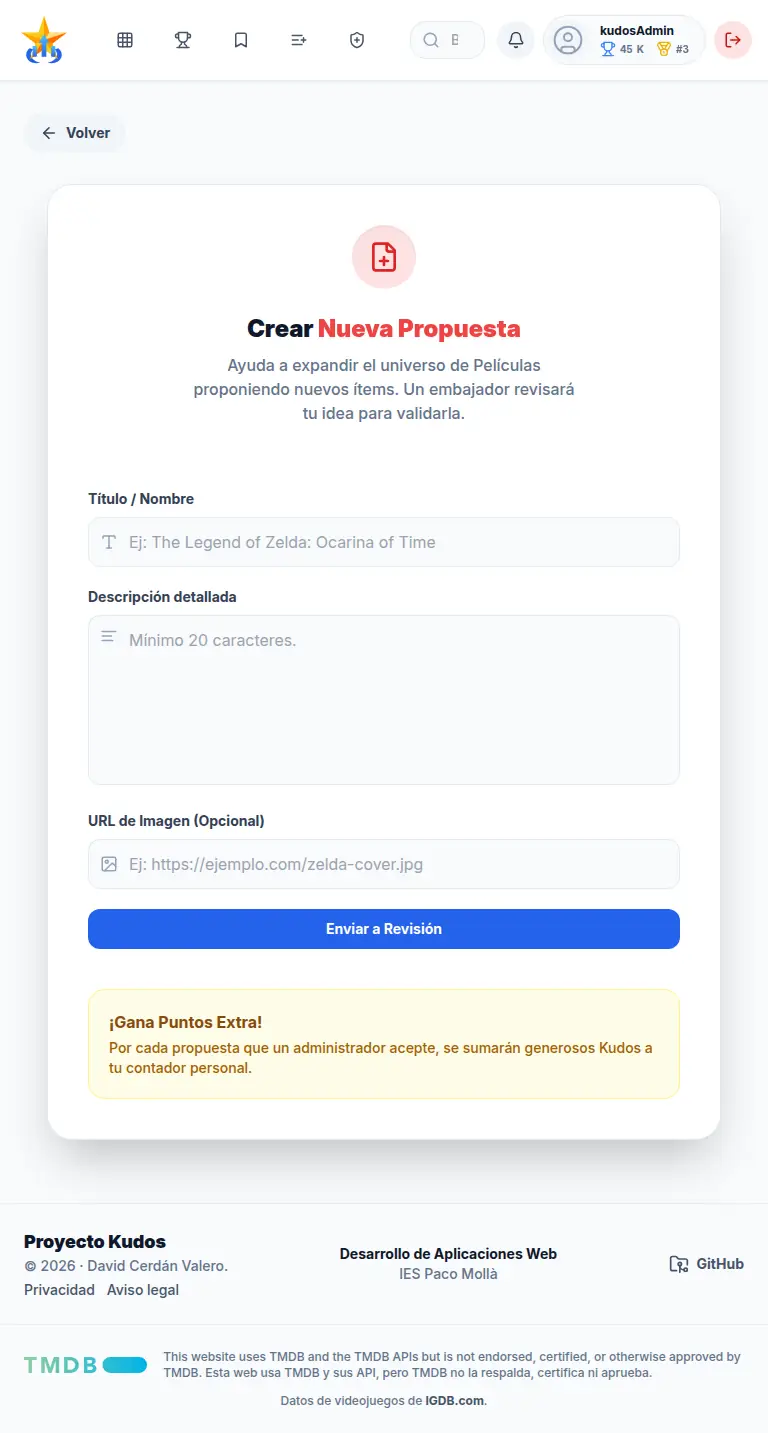 B
kudosAdmin
45 K #3
Volver
Crear Nueva Propuesta
Ayuda a expandir el universo de Películas
proponiendo nuevos ítems. Un embajador revisará
tu idea para validarla.
Título / Nombre
Ej: The Legend of Zelda: Ocarina of Time
Descripción detallada
Mínimo 20 caracteres.
URL de Imagen (Opcional)
Ej: https://ejemplo.com/zelda-cover.jpg
Enviar a Revisión
¡Gana Puntos Extra!
Por cada propuesta que un administrador acepte, se sumarán generosos Kudos a
tu contador personal.
Proyecto Kudos
© 2026 · David Cerdán Valero.
Privacidad Aviso legal
Desarrollo de Aplicaciones Web
IES Paco Mollà
GitHub
TMDB
This website uses TMDB and the TMDB APIs but is not endorsed, certified, or otherwise approved by
TMDB. Esta web usa TMDB y sus API, pero TMDB no la respalda, certifica ni aprueba.
Datos de videojuegos de IGDB.com.